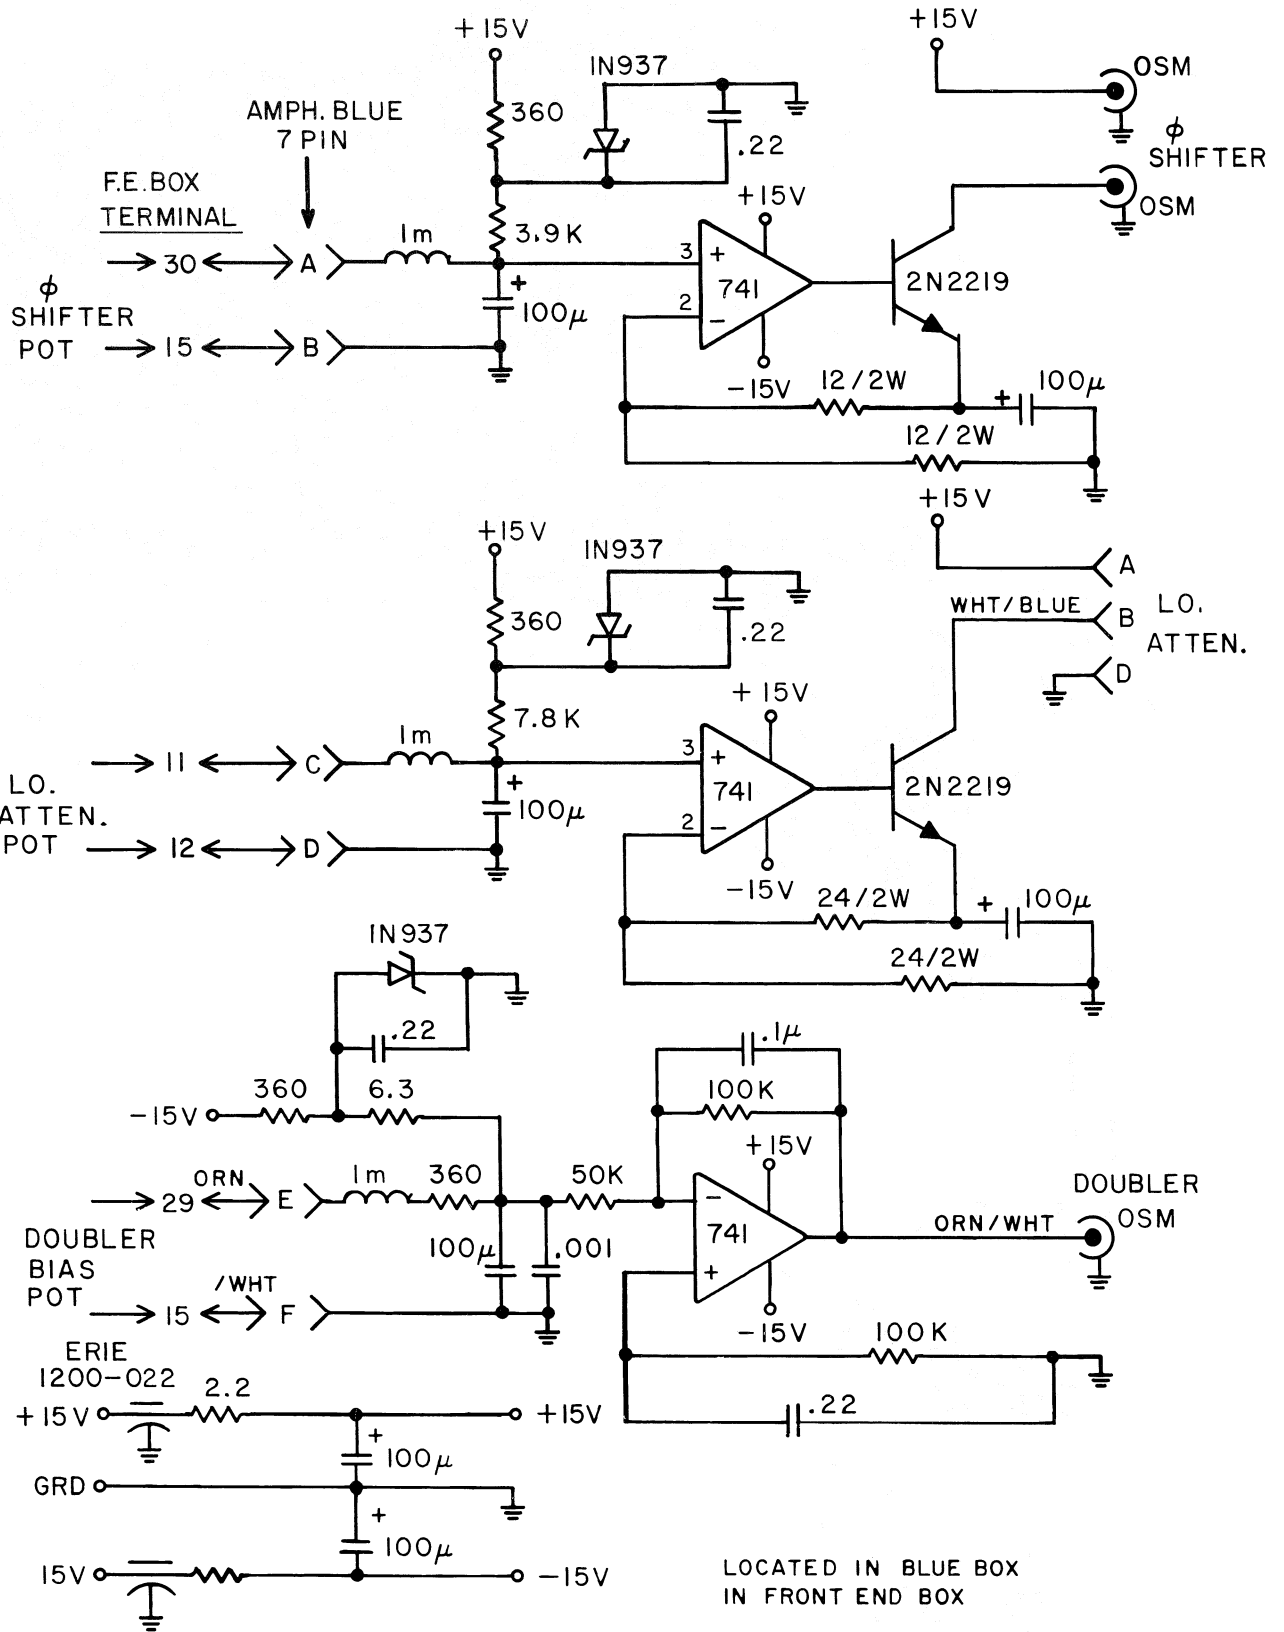 +15V
360
IN937
.22
+15V
OSM
φ
SHIFTER
OSM
AMPH. BLUE
7 PIN
F.E. BOX
TERMINAL
30
A
1m
3.9K
+
100μ
φ
SHIFTER
POT
15
B
+15V
3
+
741
2
−
−15V
2N2219
12/2W
+
100μ
12/2W
+15V
360
IN937
.22
+15V
A
WHT/BLUE
B
LO.
ATTEN.
D
7.8K
1m
11
C
+
100μ
LO.
ATTEN.
POT
12
D
+15V
3
+
741
2
−
−15V
2N2219
24/2W
+
100μ
24/2W
IN937
.22
−15V
360
6.3
29
ORN
E
1m
360
50K
100μ
.001
DOUBLER
BIAS
POT
15
/WHT
F
.1μ
100K
+15V
−
741
+
−15V
ORN/WHT
DOUBLER
OSM
100K
.22
ERIE
1200-022
2.2
+15V
+15V
+
100μ
GRD
+
100μ
15V
−15V
LOCATED IN BLUE BOX
IN FRONT END BOX